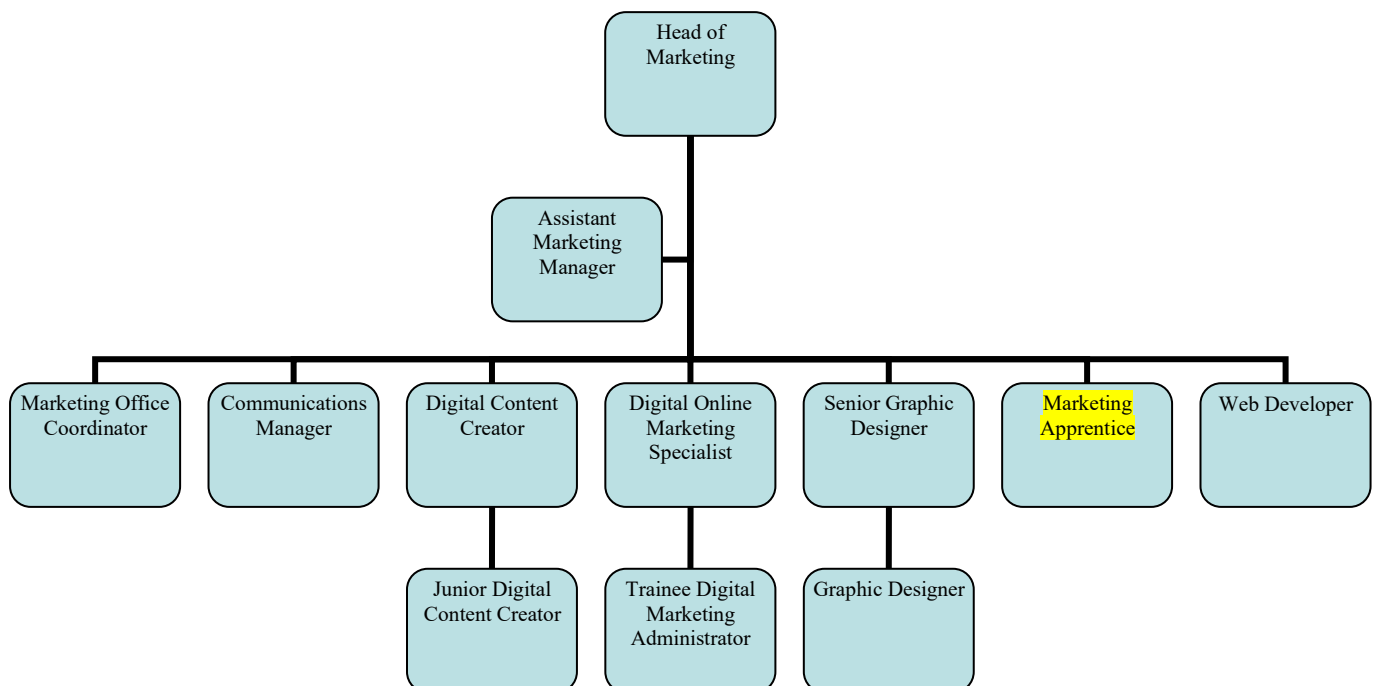 Head of
Marketing
Assistant
Marketing
Manager
Marketing Office
Coordinator
Communications
Manager
Digital Content
Creator
Digital Online
Marketing
Specialist
Senior Graphic
Designer
Marketing
Apprentice
Web Developer
Junior Digital
Content Creator
Trainee Digital
Marketing
Administrator
Graphic Designer